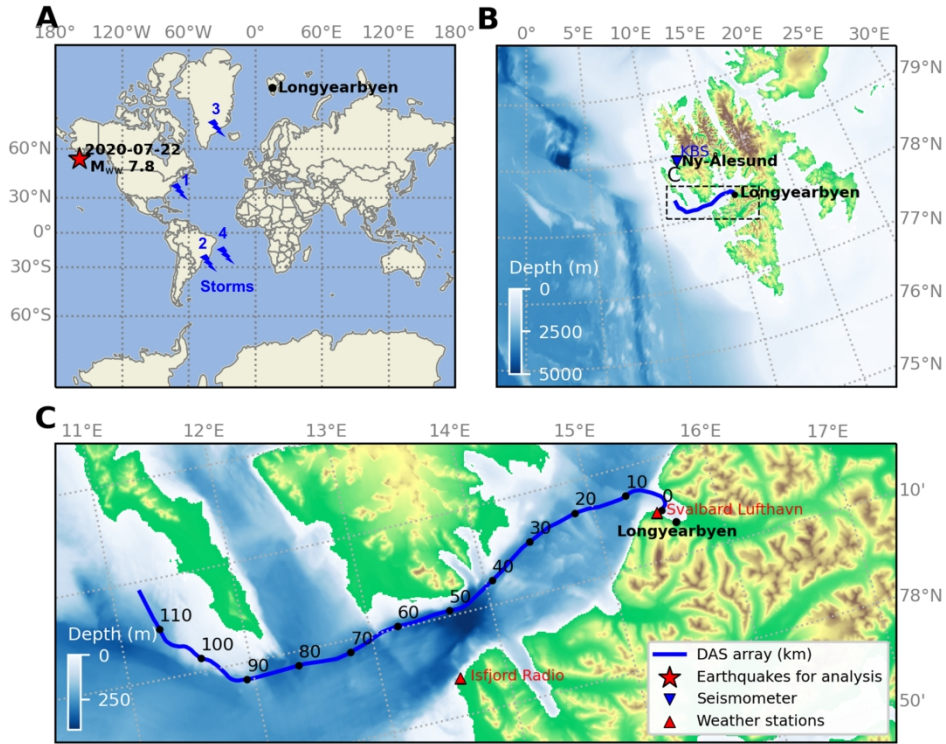 A
180° 120°W 60°W 0° 60°E 120°E 180°
60°N
30°N
0°
30°S
60°S
Longyearbyen
3
2020-07-22
Mww 7.8
1
2
4
Storms
B
0° 5°E 10°E 15°E 20°E 25°E 30°E
79°N
78°N
77°N
76°N
75°N
KBS
Ny-Ålesund
C
Longyearbyen
Depth (m)
0
2500
5000
C
11°E 12°E 13°E 14°E 15°E 16°E 17°E
10'
78°N
50'
0
10
20
30
40
50
60
70
80
90
100
110
Svalbard Lufthavn
Longyearbyen
Isfjord Radio
Depth (m)
0
250
DAS array (km)
Earthquakes for analysis
Seismometer
Weather stations